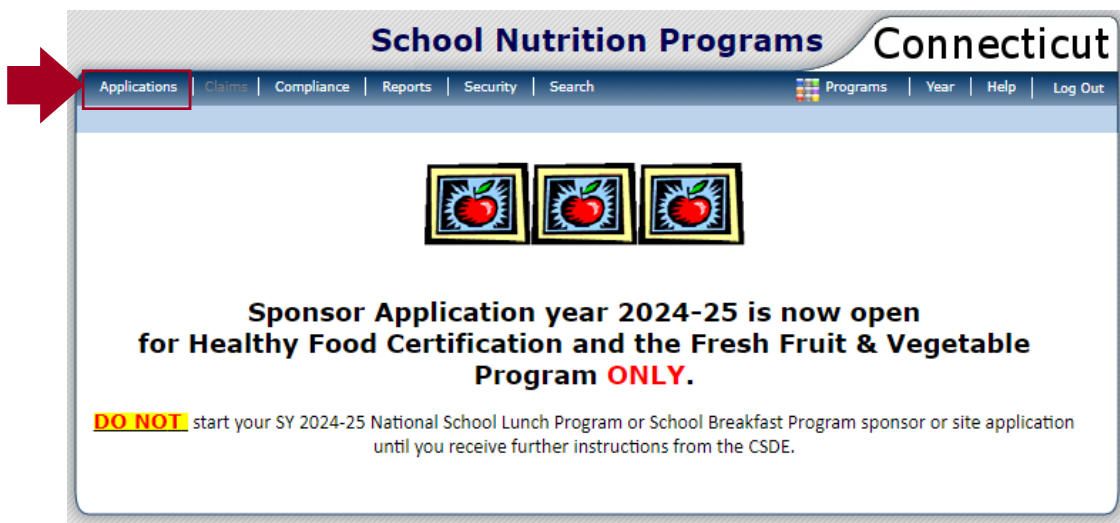 School Nutrition Programs Connecticut
Applications | Claims | Compliance | Reports | Security | Search Programs | Year | Help | Log Out
Sponsor Application year 2024-25 is now open
for Healthy Food Certification and the Fresh Fruit & Vegetable
Program ONLY.
DO NOT start your SY 2024-25 National School Lunch Program or School Breakfast Program sponsor or site application
until you receive further instructions from the CSDE.